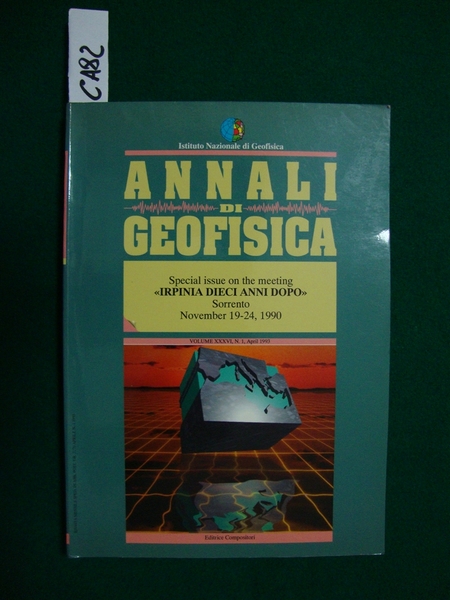 CA82
Istituto Nazionale di Geofisica
ANNALI
DI
GEOFISICA
Special issue on the meeting
«IRPINIA DIECI ANNI DOPO»
Sorrento
November 19-24, 1990
VOLUME XXXVI, N. 1, April 1993
Editrice Compositori